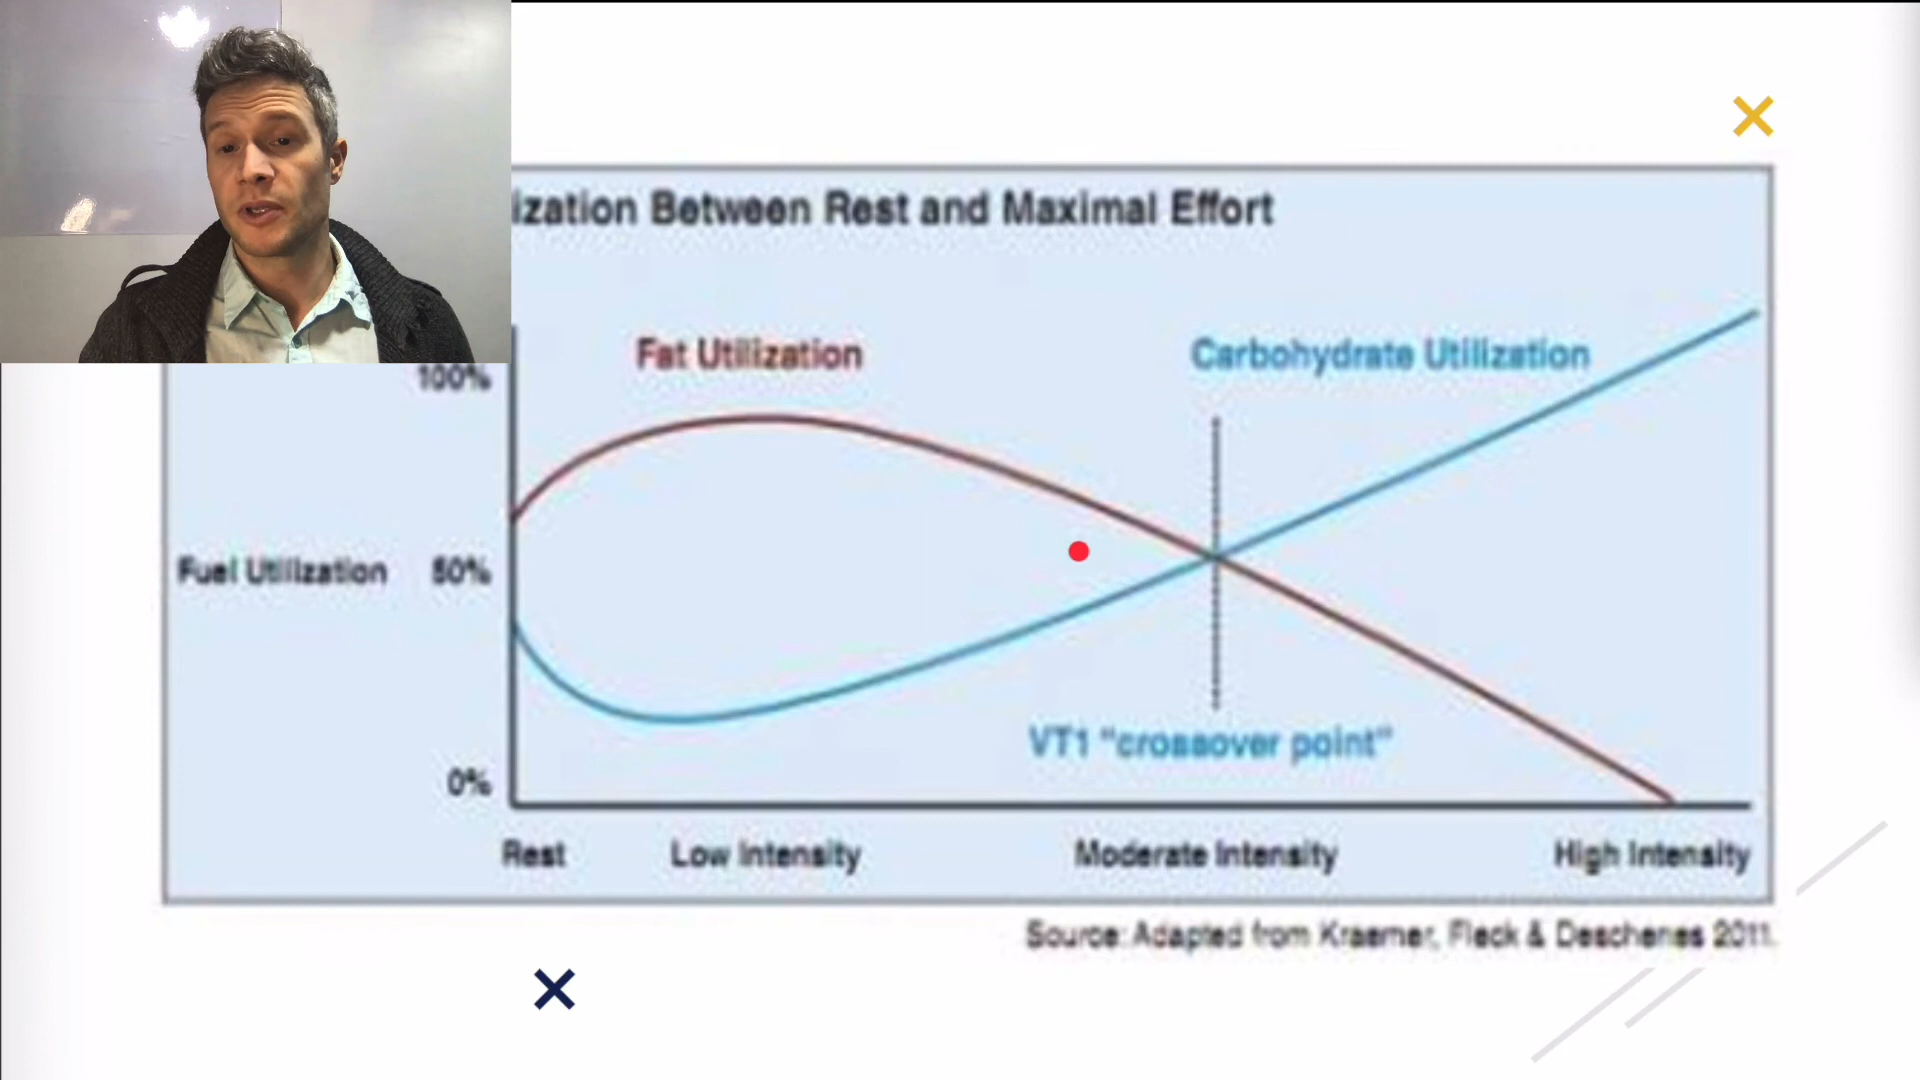 ization Between Rest and Maximal Effort
Fat Utilization
Carbohydrate Utilization
100%
Fuel Utilization
50%
VT1 "crossover point"
0%
Rest
Low Intensity
Moderate Intensity
High Intensity
Source: Adapted from Kraemer, Fleck & Deschenes 2011.